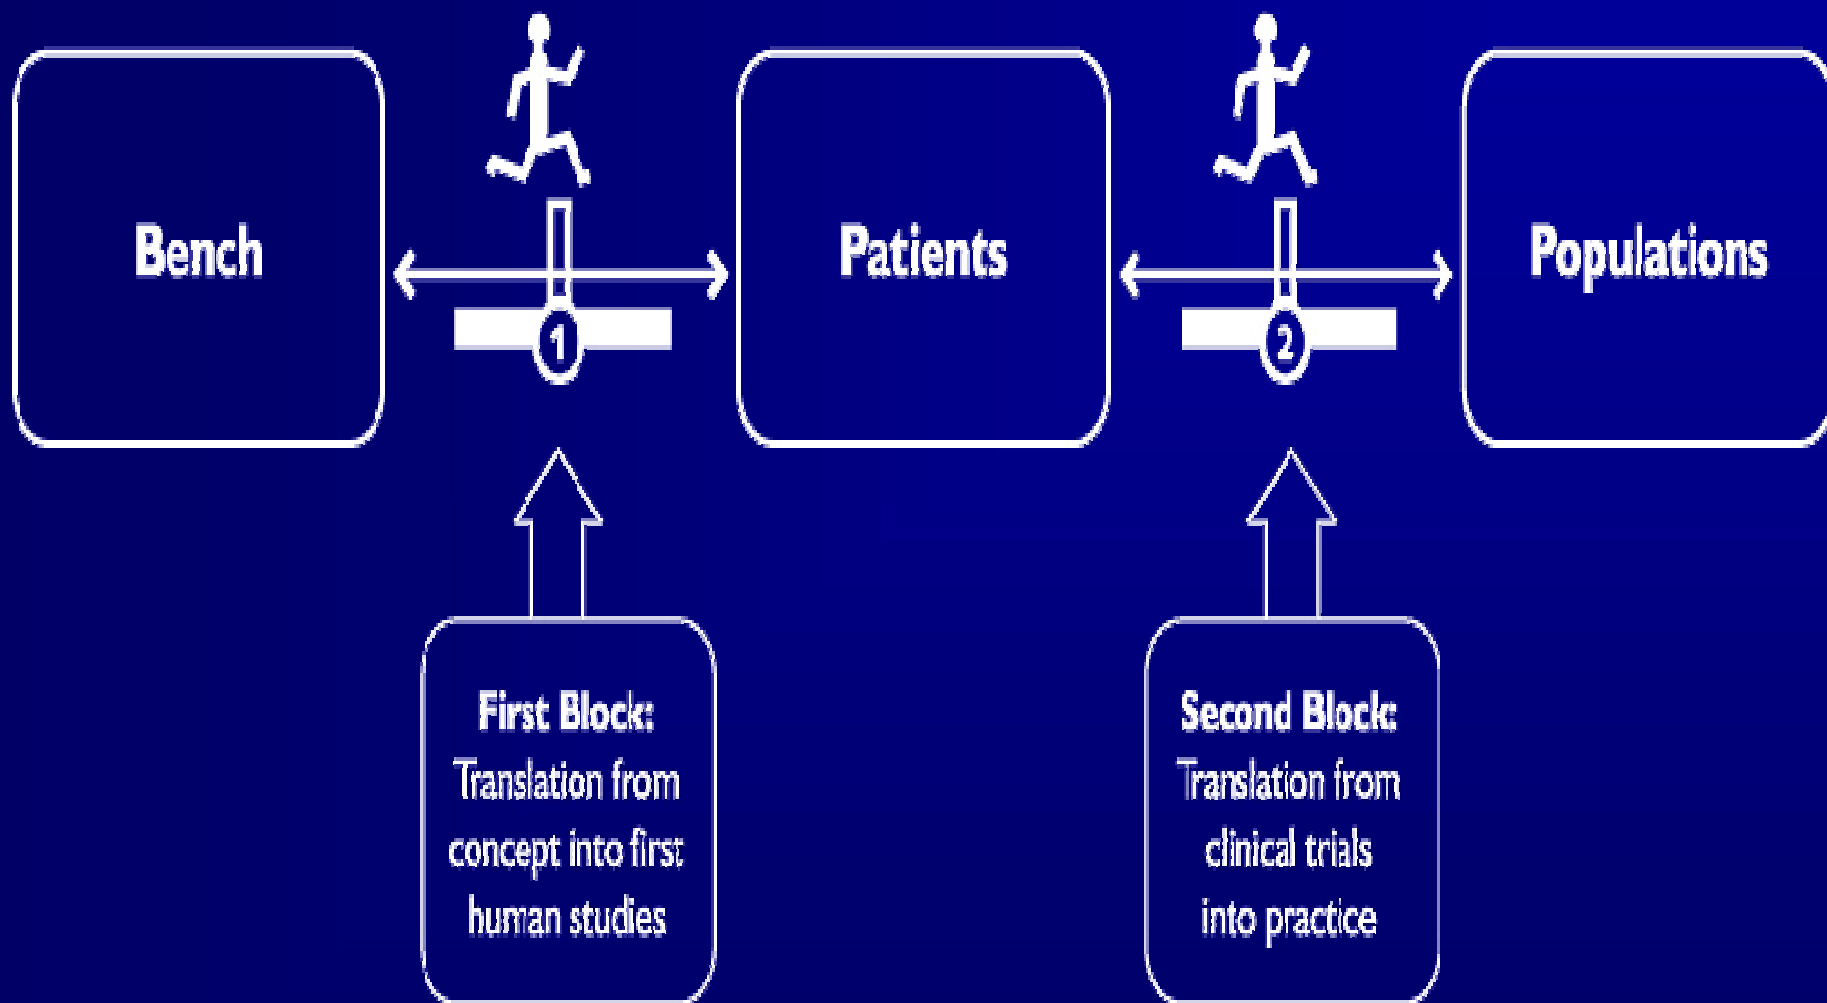 Bench
1
Patients
2
Populations
First Block:
Translation from
concept into first
human studies
Second Block:
Translation from
clinical trials
into practice